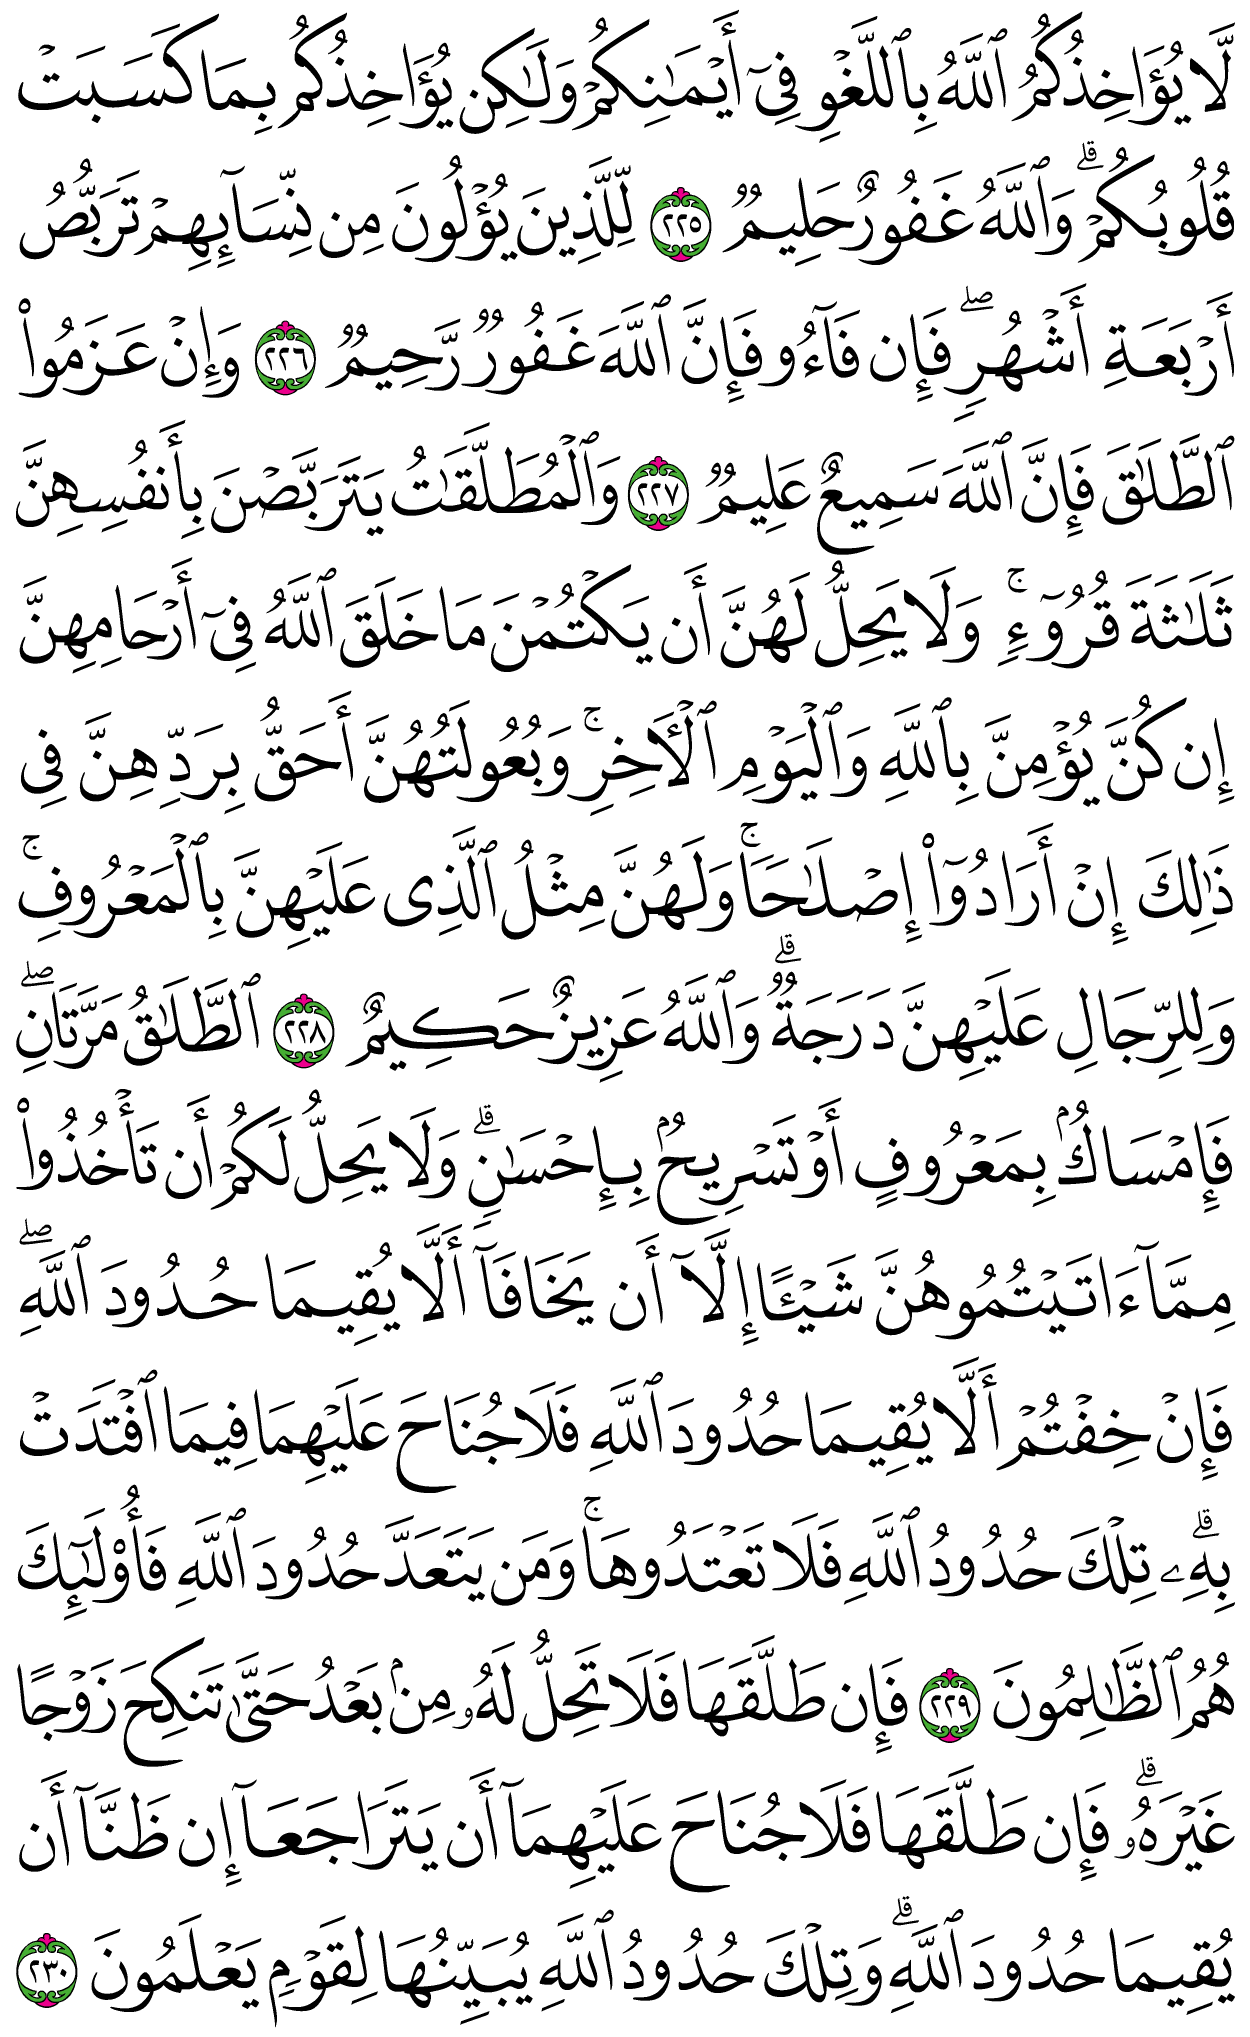 لَّا يُؤَاخِذُكُمُ ٱللَّهُ بِٱللَّغْوِ فِىٓ أَيْمَـٰنِكُمْ وَلَـٰكِن يُؤَاخِذُكُم بِمَا كَسَبَتْ
قُلُوبُكُمْ ۗ وَٱللَّهُ غَفُورٌ حَلِيمٌ ٢٢٥ لِّلَّذِينَ يُؤْلُونَ مِن نِّسَآئِهِمْ تَرَبُّصُ
أَرْبَعَةِ أَشْهُرٍ ۖ فَإِن فَآءُو فَإِنَّ ٱللَّهَ غَفُورٌ رَّحِيمٌ ٢٢٦ وَإِنْ عَزَمُوا۟
ٱلطَّلَـٰقَ فَإِنَّ ٱللَّهَ سَمِيعٌ عَلِيمٌ ٢٢٧ وَٱلْمُطَلَّقَـٰتُ يَتَرَبَّصْنَ بِأَنفُسِهِنَّ
ثَلَـٰثَةَ قُرُوٓءٍ ۚ وَلَا يَحِلُّ لَهُنَّ أَن يَكْتُمْنَ مَا خَلَقَ ٱللَّهُ فِىٓ أَرْحَامِهِنَّ
إِن كُنَّ يُؤْمِنَّ بِٱللَّهِ وَٱلْيَوْمِ ٱلْـَٔاخِرِ ۚ وَبُعُولَتُهُنَّ أَحَقُّ بِرَدِّهِنَّ فِى
ذَٰلِكَ إِنْ أَرَادُوٓا۟ إِصْلَـٰحًا ۚ وَلَهُنَّ مِثْلُ ٱلَّذِى عَلَيْهِنَّ بِٱلْمَعْرُوفِ ۚ
وَلِلرِّجَالِ عَلَيْهِنَّ دَرَجَةٌ ۗ وَٱللَّهُ عَزِيزٌ حَكِيمٌ ٢٢٨ ٱلطَّلَـٰقُ مَرَّتَانِ ۖ
فَإِمْسَاكٌۢ بِمَعْرُوفٍ أَوْ تَسْرِيحٌۢ بِإِحْسَـٰنٍ ۗ وَلَا يَحِلُّ لَكُمْ أَن تَأْخُذُوا۟
مِمَّآ ءَاتَيْتُمُوهُنَّ شَيْـًٔا إِلَّآ أَن يَخَافَآ أَلَّا يُقِيمَا حُدُودَ ٱللَّهِ ۖ
فَإِنْ خِفْتُمْ أَلَّا يُقِيمَا حُدُودَ ٱللَّهِ فَلَا جُنَاحَ عَلَيْهِمَا فِيمَا ٱفْتَدَتْ
بِهِۦ ۗ تِلْكَ حُدُودُ ٱللَّهِ فَلَا تَعْتَدُوهَا ۚ وَمَن يَتَعَدَّ حُدُودَ ٱللَّهِ فَأُو۟لَـٰٓئِكَ
هُمُ ٱلظَّـٰلِمُونَ ٢٢٩ فَإِن طَلَّقَهَا فَلَا تَحِلُّ لَهُۥ مِنۢ بَعْدُ حَتَّىٰ تَنكِحَ زَوْجًا
غَيْرَهُۥ ۗ فَإِن طَلَّقَهَا فَلَا جُنَاحَ عَلَيْهِمَآ أَن يَتَرَاجَعَآ إِن ظَنَّآ أَن
يُقِيمَا حُدُودَ ٱللَّهِ ۗ وَتِلْكَ حُدُودُ ٱللَّهِ يُبَيِّنُهَا لِقَوْمٍ يَعْلَمُونَ ٢٣٠